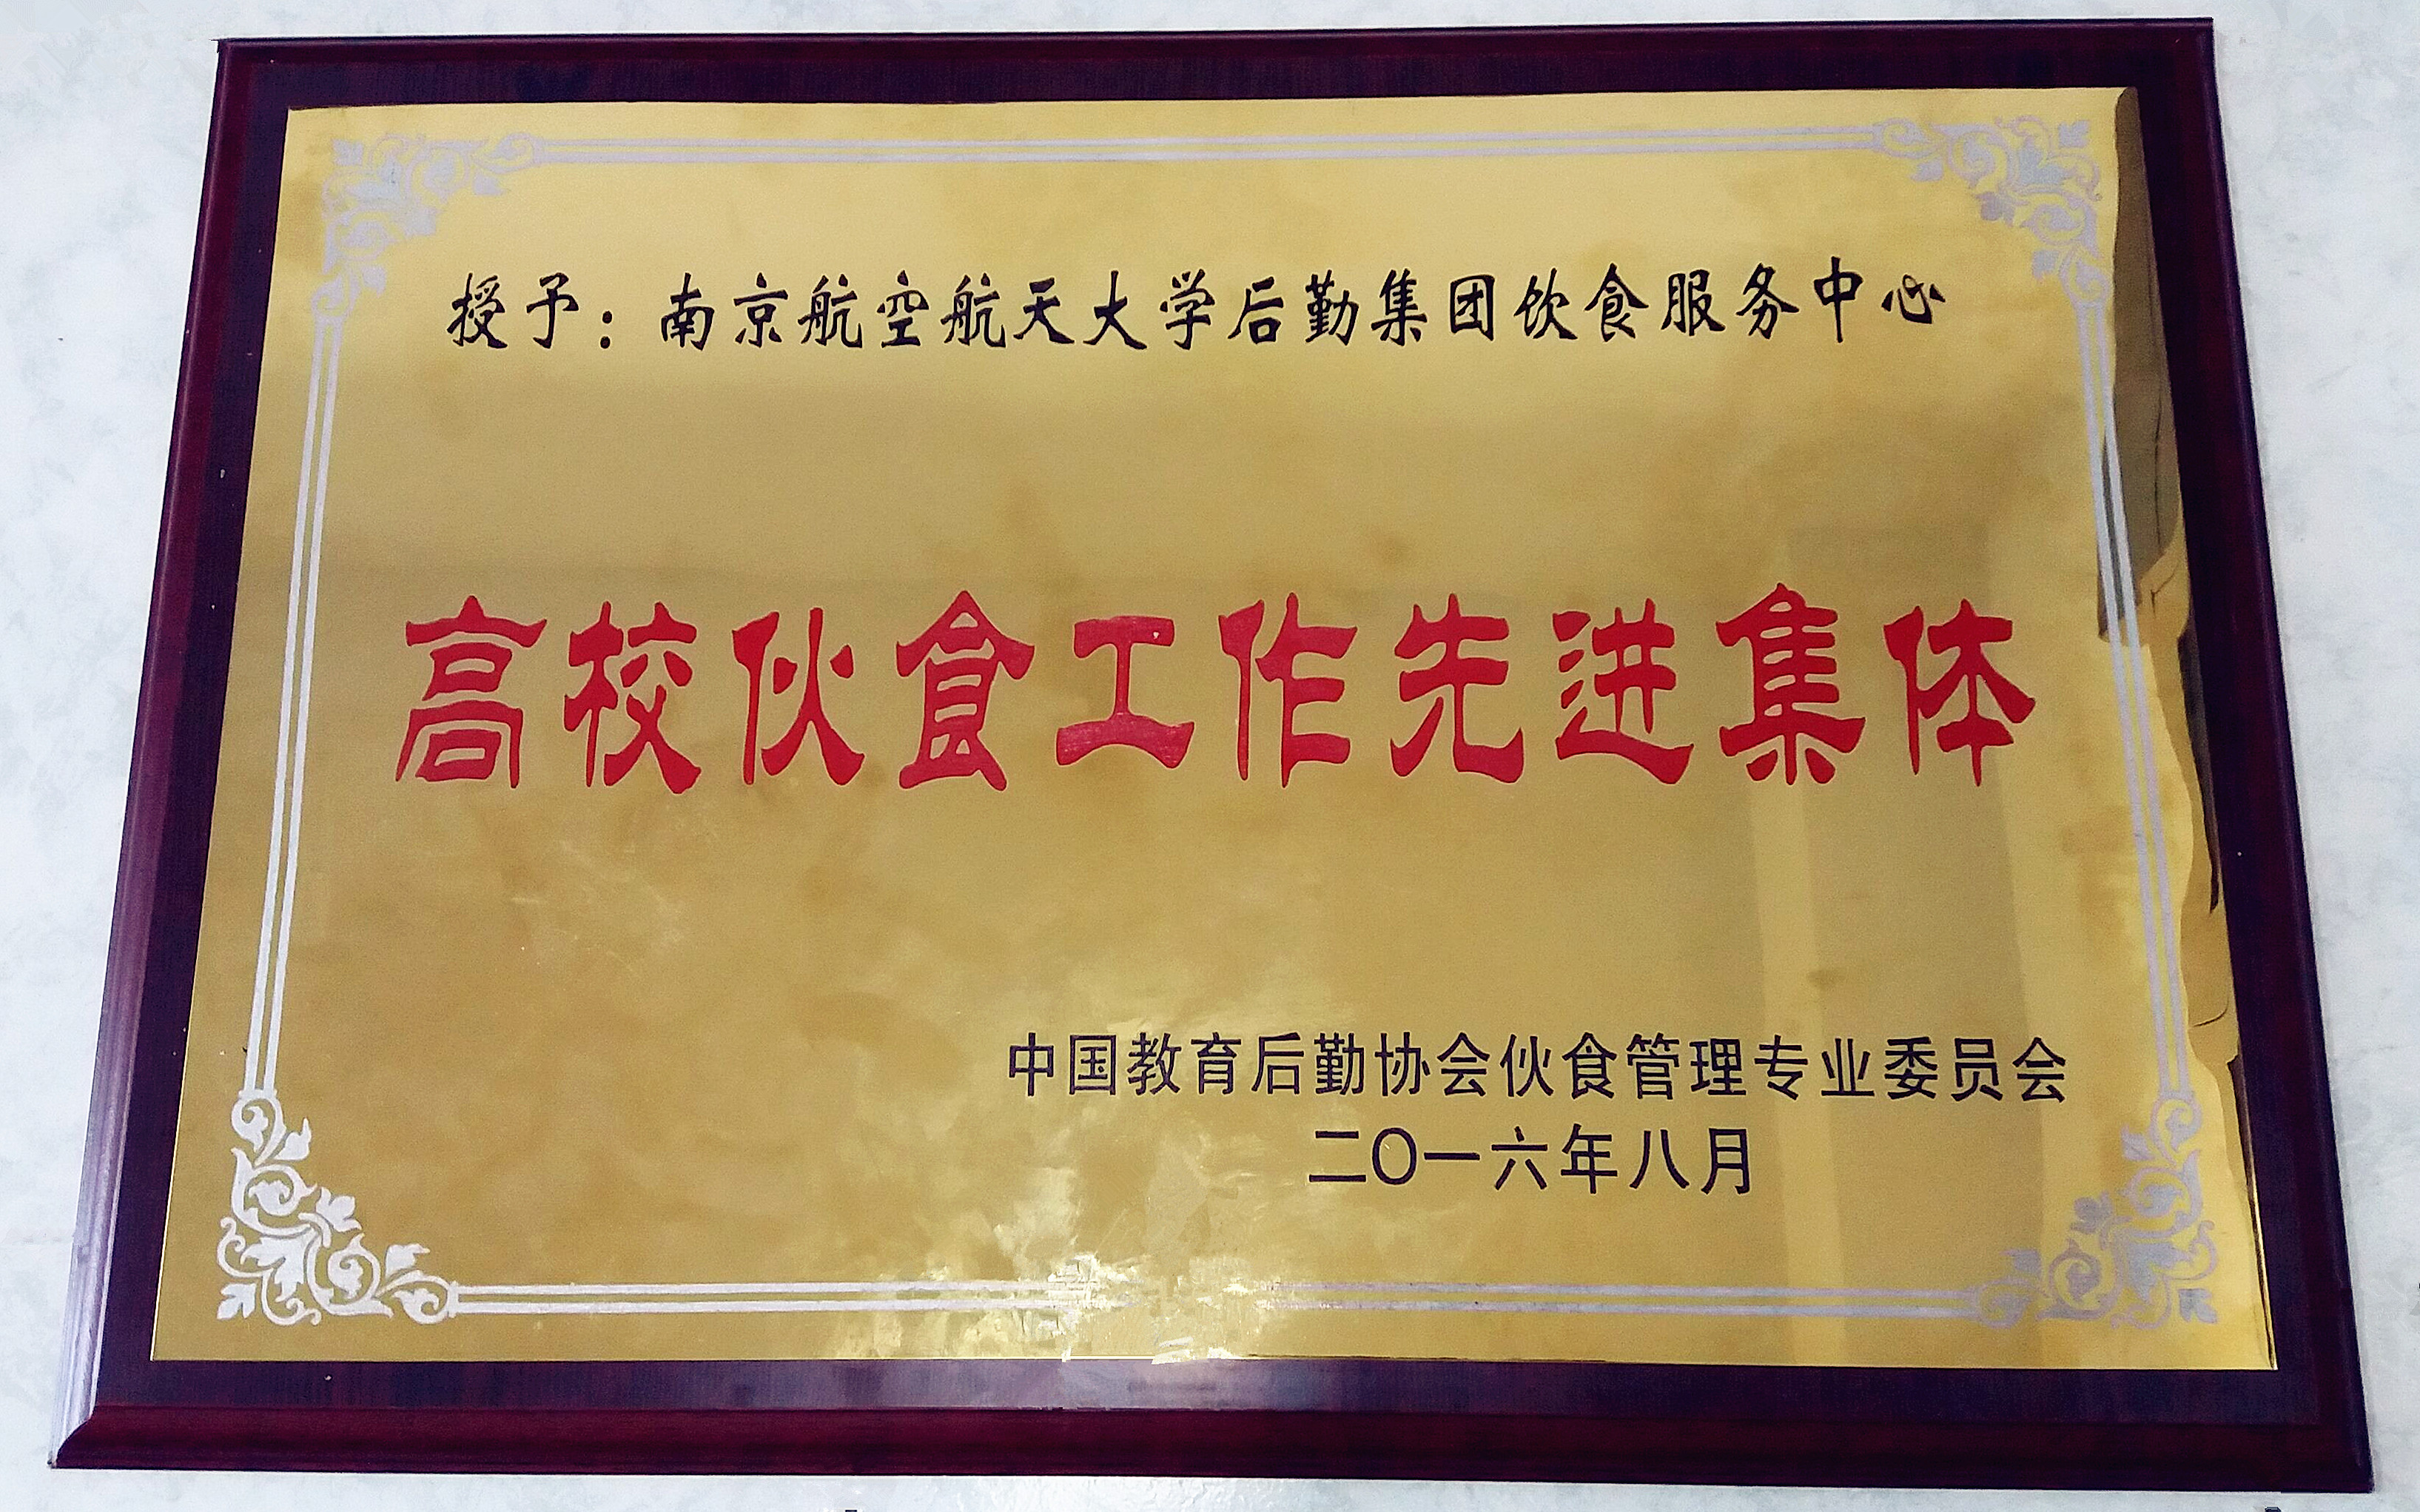 授予：南京航空航天大学后勤集团饮食服务中心
高校伙食工作先进集体
中国教育后勤协会伙食管理专业委员会
二〇一六年八月